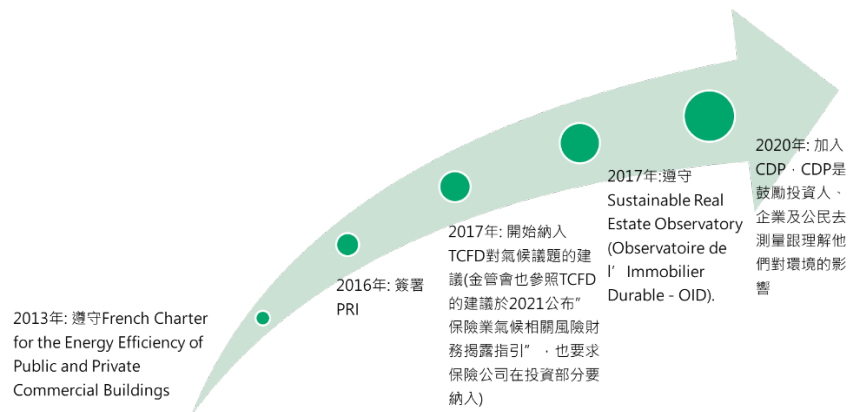 2013年: 遵守French Charter
for the Energy Efficiency of
Public and Private
Commercial Buildings
2016年: 簽署
PRI
2017年: 開始納入
TCFD對氣候議題的建
議(金管會也參照TCFD
的建議於2021公布”
保險業氣候相關風險財
務揭露指引”，也要求
保險公司在投資部分要
納入)
2017年:遵守
Sustainable Real
Estate Observatory
(Observatoire de
l’ Immobilier
Durable - OID).
2020年: 加入
CDP，CDP是
鼓勵投資人、
企業及公民去
測量跟理解他
們對環境的影
響